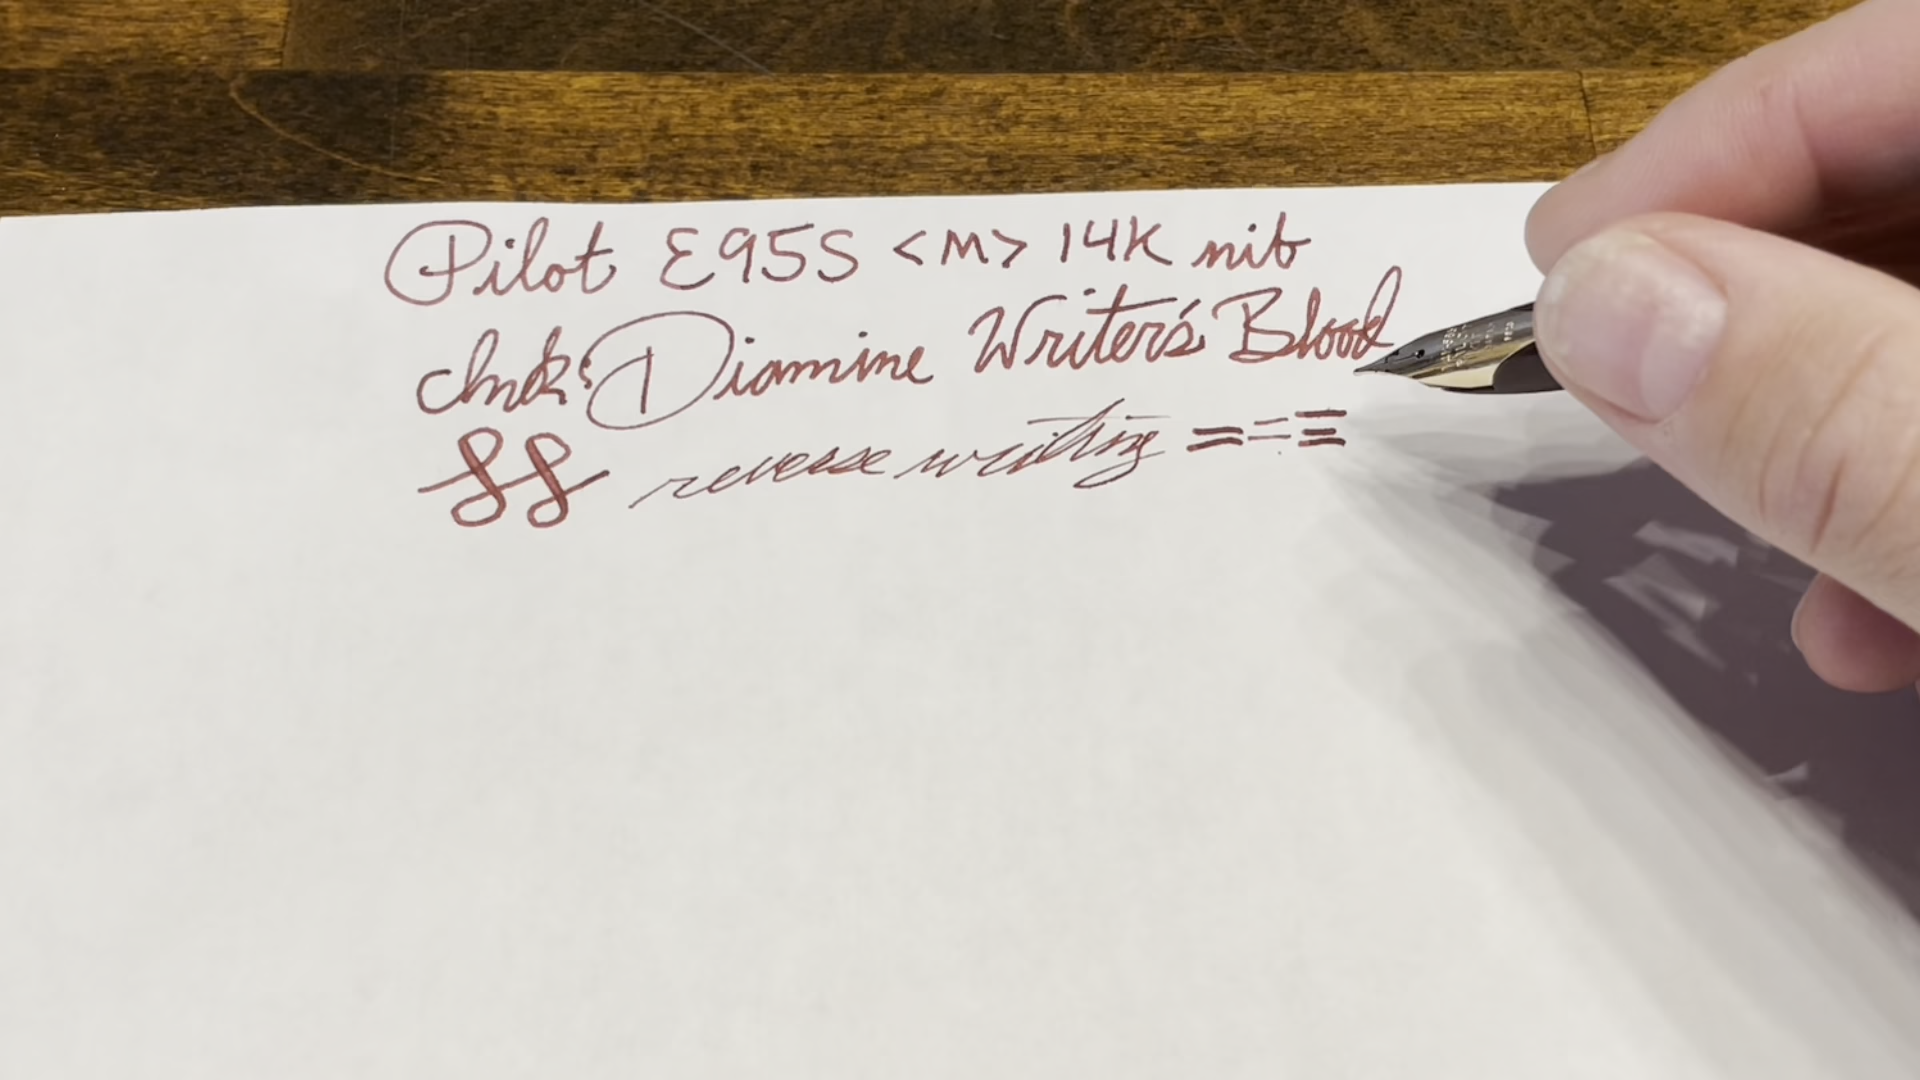 Pilot E95S <M> 14K nib
Ink: Diamine Writer's Blood
reverse writing